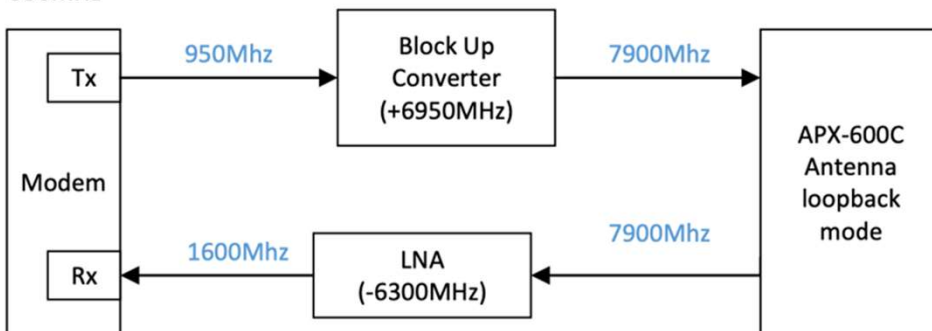 950Mhz
Block Up
Converter
(+6950MHz)
7900Mhz
Tx
APX-600C
Antenna
loopback
mode
Modem
7900Mhz
1600Mhz
LNA
(-6300MHz)
Rx